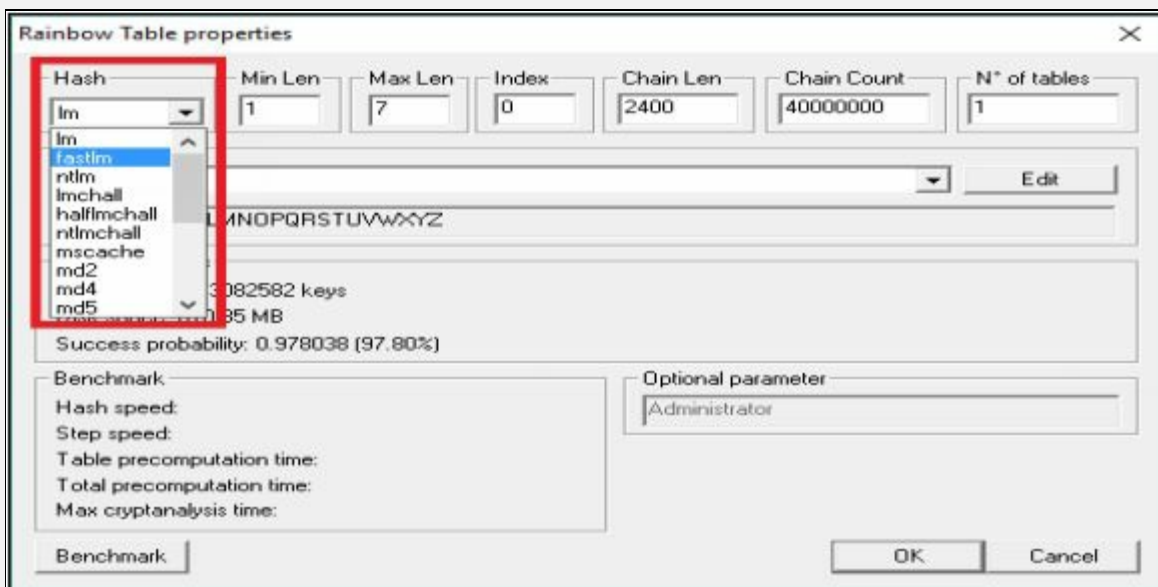 Rainbow Table properties
Hash
Min Len
Max Len
Index
Chain Len
Chain Count
N° of tables
lm
1
7
0
2400
40000000
1
lm
fastlm
ntlm
lmchall
halflmchall
ntlmchall
mscache
md2
md4
md5
Edit
MNOPQRSTUVWXYZ
3082582 keys
85 MB
Success probability: 0.978038 (97.80%)
Benchmark
Hash speed:
Step speed:
Table precomputation time:
Total precomputation time:
Max cryptanalysis time:
Optional parameter
Administrator
Benchmark
OK
Cancel